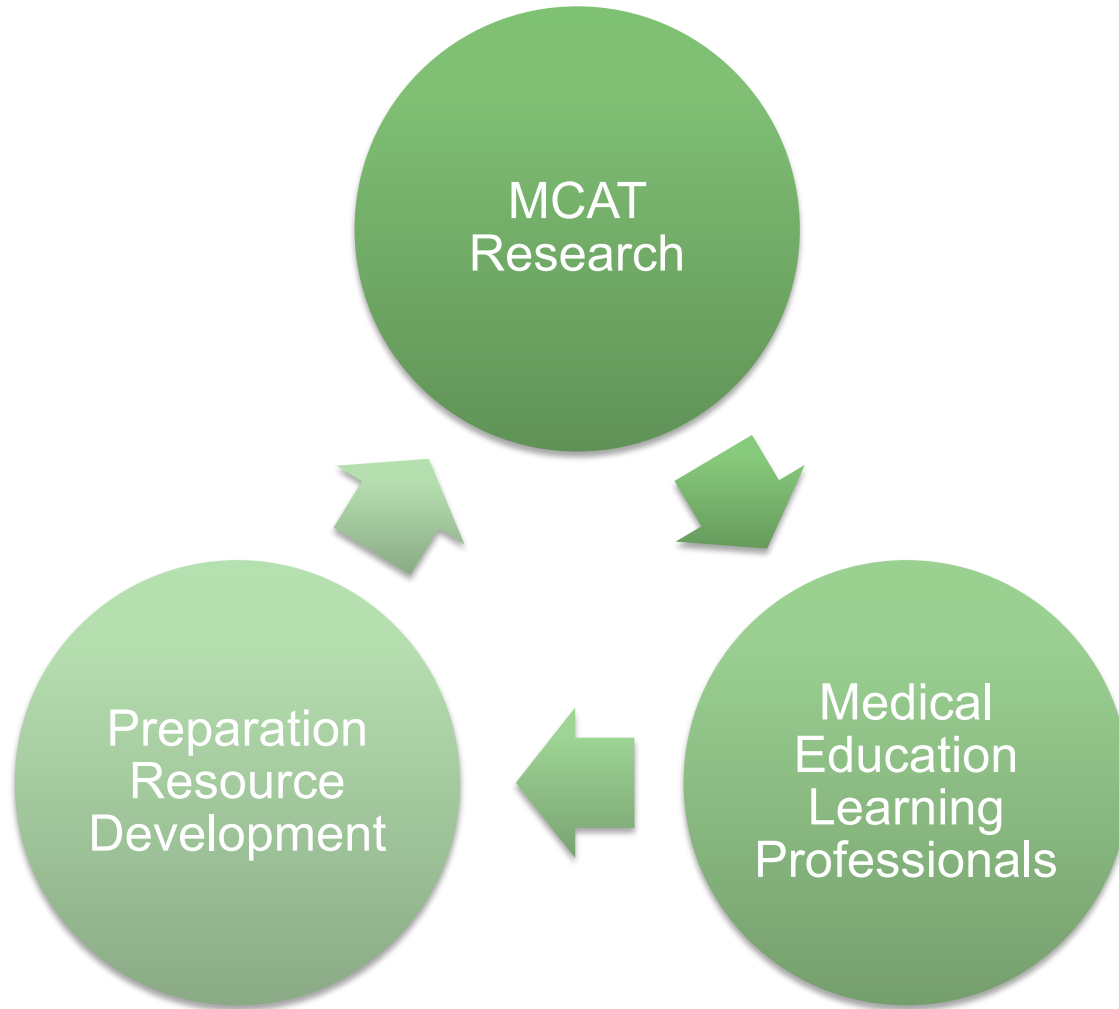 MCAT
Research
Medical
Education
Learning
Professionals
Preparation
Resource
Development